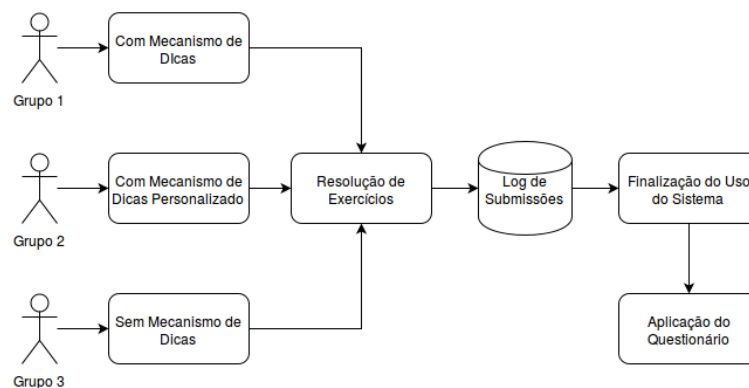 Com Mecanismo de
DIcas
Grupo 1
Com Mecanismo de
Dicas Personalizado
Grupo 2
Sem Mecanismo de
Dicas
Grupo 3
Resolução de
Exercícios
Log de
Submissões
Finalização do Uso
do Sistema
Aplicação do
Questionário